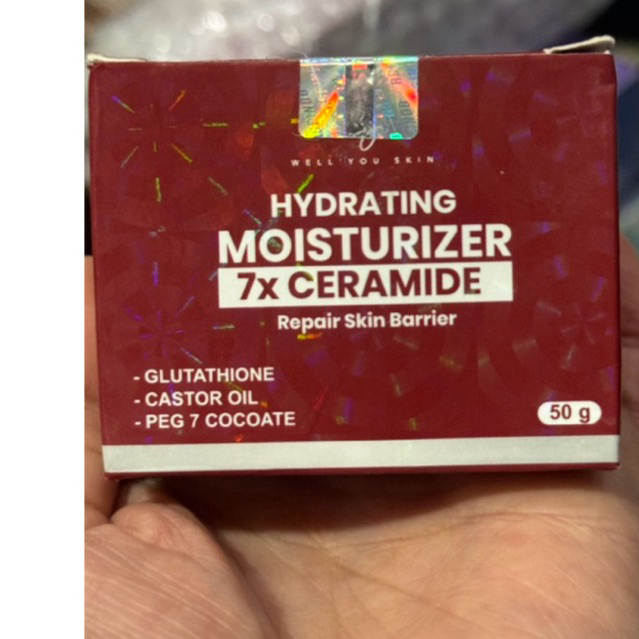 WELL YOU SKIN
HYDRATING
MOISTURIZER
7x CERAMIDE
Repair Skin Barrier
- GLUTATHIONE
- CASTOR OIL
- PEG 7 COCOATE
50 g